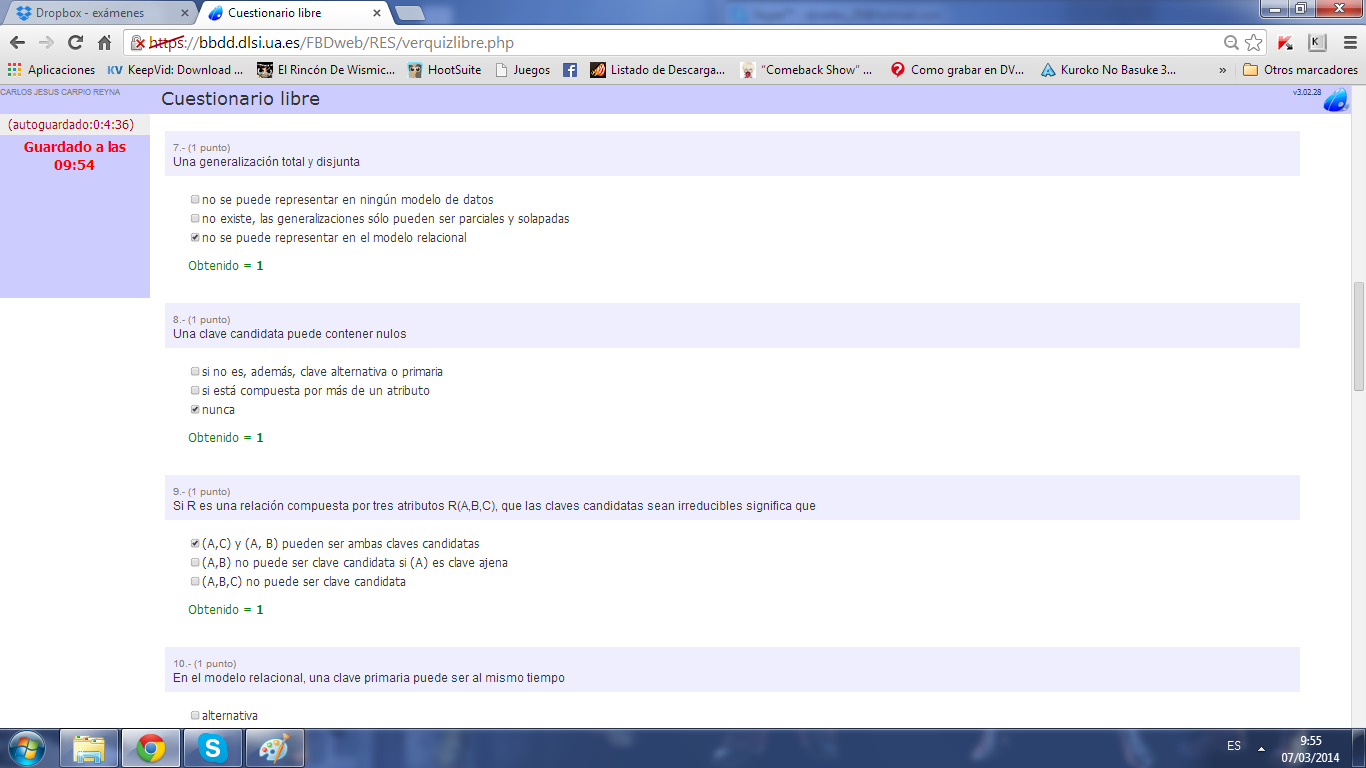 Dropbox - exámenes
Cuestionario libre
https://bbdd.dlsi.ua.es/FBDweb/RES/verquizlibre.php
Aplicaciones
KV KeepVid: Download ...
El Rincón De Wismic...
HootSuite
Juegos
Listado de Descarga...
“Comeback Show” ...
Como grabar en DV...
Kuroko No Basuke 3...
»
Otros marcadores
CARLOS JESUS CARPIO REYNA
Cuestionario libre
v3.02.28
(autoguardado:0:4:36)
Guardado a las
09:54
7.- (1 punto)
Una generalización total y disjunta
no se puede representar en ningún modelo de datos
no existe, las generalizaciones sólo pueden ser parciales y solapadas
no se puede representar en el modelo relacional
Obtenido = 1
8.- (1 punto)
Una clave candidata puede contener nulos
si no es, además, clave alternativa o primaria
si está compuesta por más de un atributo
nunca
Obtenido = 1
9.- (1 punto)
Si R es una relación compuesta por tres atributos R(A,B,C), que las claves candidatas sean irreducibles significa que
(A,C) y (A, B) pueden ser ambas claves candidatas
(A,B) no puede ser clave candidata si (A) es clave ajena
(A,B,C) no puede ser clave candidata
Obtenido = 1
10.- (1 punto)
En el modelo relacional, una clave primaria puede ser al mismo tiempo
alternativa
ES
9:55
07/03/2014